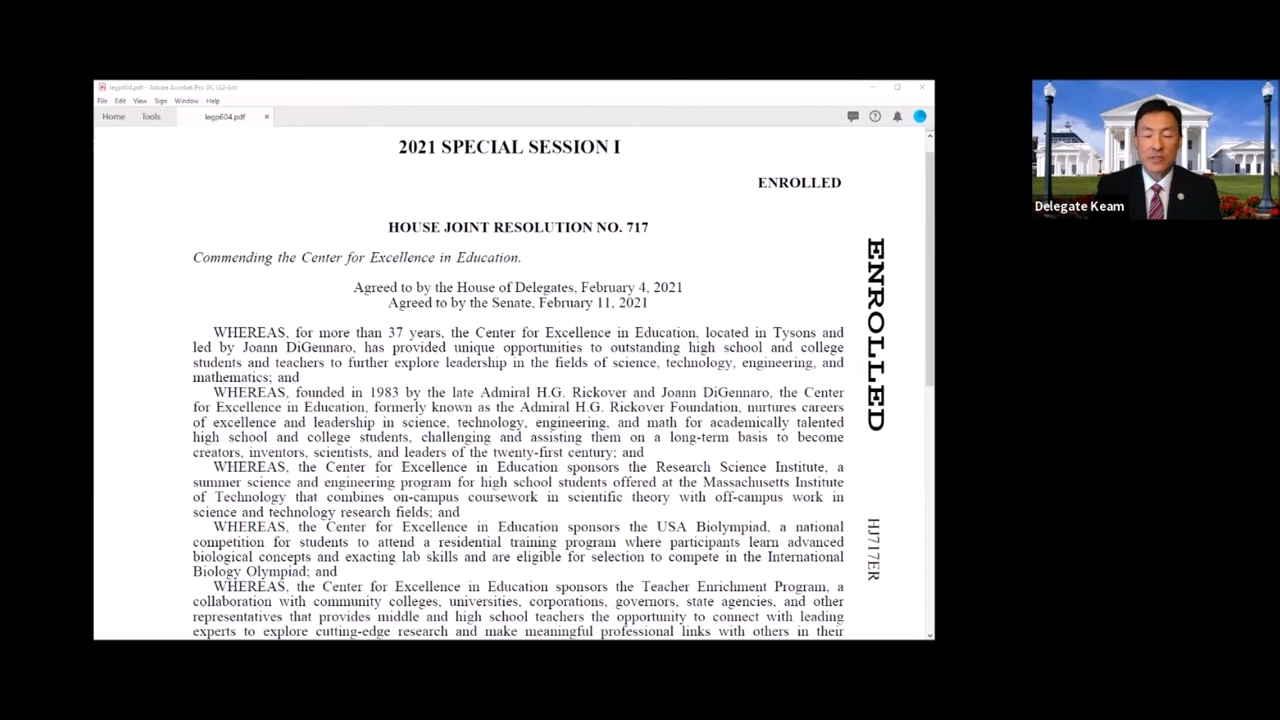 legp604.pdf - Adobe Acrobat Pro DC (32-bit)
File Edit View Sign Window Help
Home Tools legp604.pdf ×
2021 SPECIAL SESSION I
ENROLLED
HOUSE JOINT RESOLUTION NO. 717
Commending the Center for Excellence in Education.
Agreed to by the House of Delegates, February 4, 2021
Agreed to by the Senate, February 11, 2021
WHEREAS, for more than 37 years, the Center for Excellence in Education, located in Tysons and
led by Joann DiGennaro, has provided unique opportunities to outstanding high school and college
students and teachers to further explore leadership in the fields of science, technology, engineering, and
mathematics; and
WHEREAS, founded in 1983 by the late Admiral H.G. Rickover and Joann DiGennaro, the Center
for Excellence in Education, formerly known as the Admiral H.G. Rickover Foundation, nurtures careers
of excellence and leadership in science, technology, engineering, and math for academically talented
high school and college students, challenging and assisting them on a long-term basis to become
creators, inventors, scientists, and leaders of the twenty-first century; and
WHEREAS, the Center for Excellence in Education sponsors the Research Science Institute, a
summer science and engineering program for high school students offered at the Massachusetts Institute
of Technology that combines on-campus coursework in scientific theory with off-campus work in
science and technology research fields; and
WHEREAS, the Center for Excellence in Education sponsors the USA Biolympiad, a national
competition for students to attend a residential training program where participants learn advanced
biological concepts and exacting lab skills and are eligible for selection to compete in the International
Biology Olympiad; and
WHEREAS, the Center for Excellence in Education sponsors the Teacher Enrichment Program, a
collaboration with community colleges, universities, corporations, governors, state agencies, and other
representatives that provides middle and high school teachers the opportunity to connect with leading
experts to explore cutting-edge research and make meaningful professional links with others in their
ENROLLED
HJ717ER
Delegate Keam